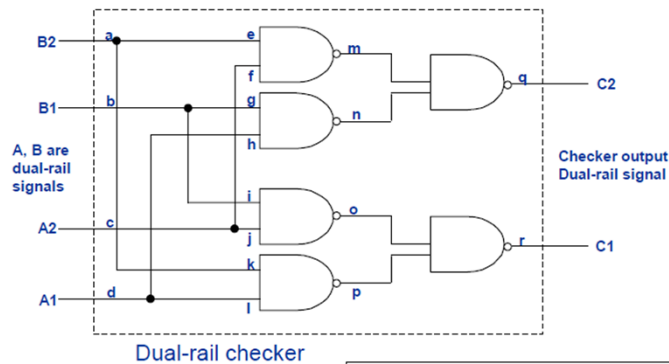 B2
a
e
m
f
q
C2
B1
b
g
n
h
A, B are
dual-rail
signals
Checker output
Dual-rail signal
i
o
A2
c
j
r
C1
k
p
A1
d
l
Dual-rail checker